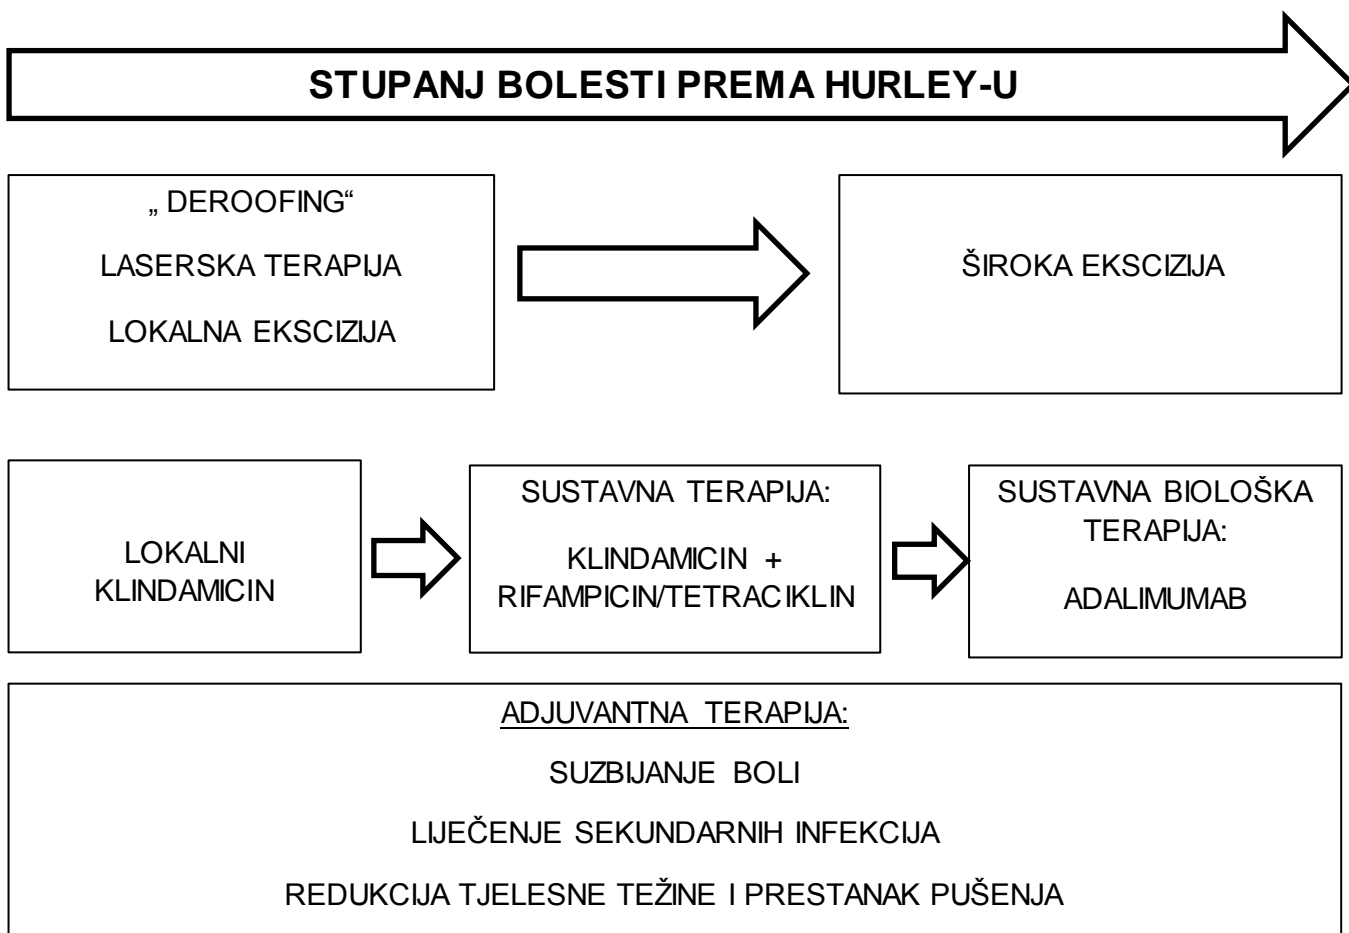 STUPANJ BOLESTI PREMA HURLEY-U
„ DEROOFING“
LASERSKA TERAPIJA
LOKALNA EKSCIZIJA
ŠIROKA EKSCIZIJA
LOKALNI
KLINDAMICIN
SUSTAVNA TERAPIJA:
KLINDAMICIN +
RIFAMPICIN/TETRACIKLIN
SUSTAVNA BIOLOŠKA
TERAPIJA:
ADALIMUMAB
ADJUVANTNA TERAPIJA:
SUZBIJANJE BOLI
LIJEČENJE SEKUNDARNIH INFEKCIJA
REDUKCIJA TJELESNE TEŽINE I PRESTANAK PUŠENJA